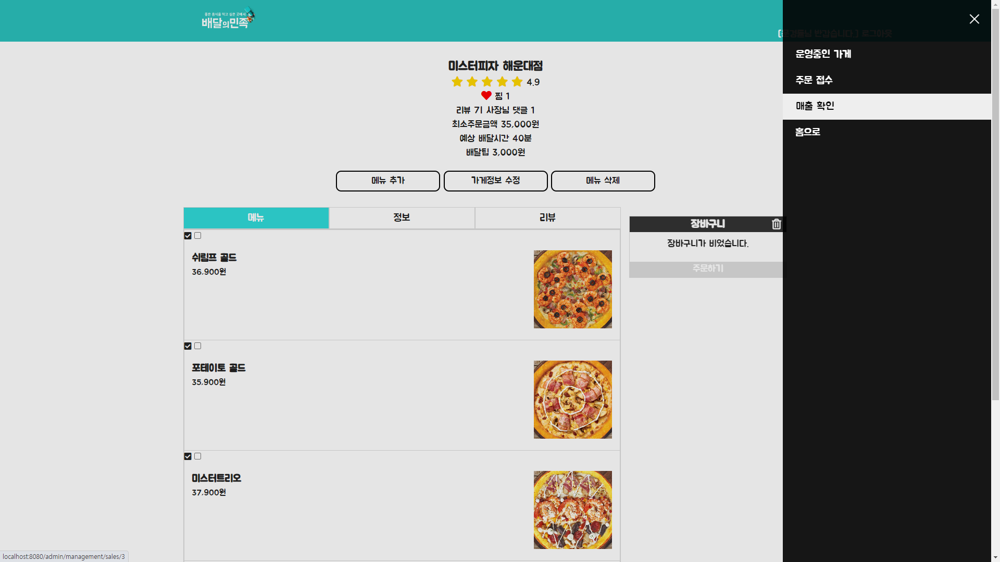 좋은 음식을 먹고 싶은 곳에서
배달의민족
[문경돌님 반갑습니다.] 로그아웃
운영중인 가게
주문 접수
매출 확인
홈으로
미스터피자 해운대점
4.9
찜 1
리뷰 7 | 사장님 댓글 1
최소주문금액 35,000원
예상 배달시간 40분
배달팁 3,000원
메뉴 추가
가게정보 수정
메뉴 삭제
메뉴
정보
리뷰
쉬림프 골드
36,900원
포테이토 골드
35,900원
미스터트리오
37,900원
장바구니
장바구니가 비었습니다.
주문하기
localhost:8080/admin/management/sales/3